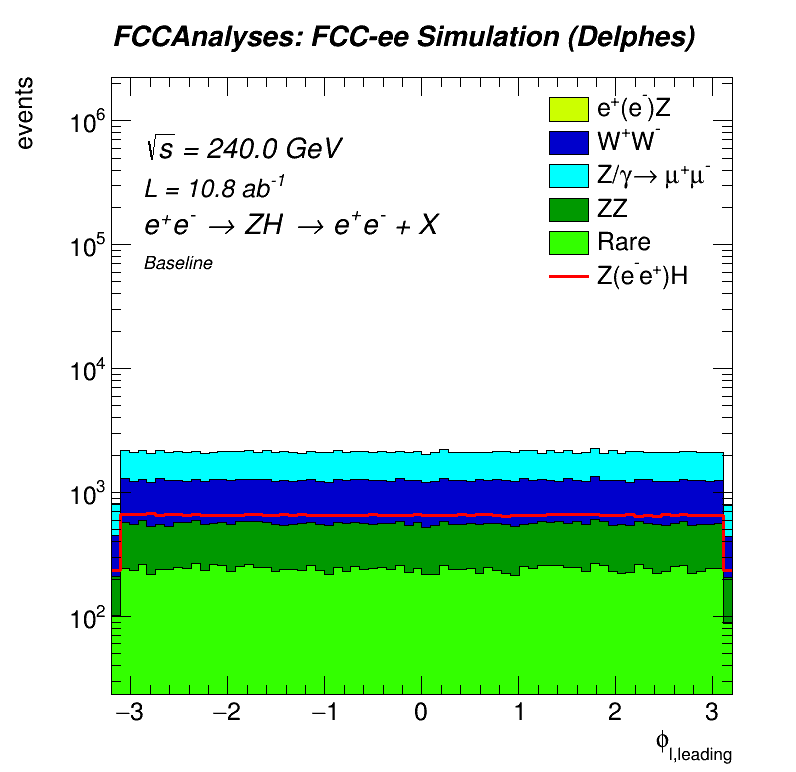 FCCAnalyses: FCC-ee Simulation (Delphes)
events
√s = 240.0 GeV
L = 10.8 ab⁻¹
e⁺e⁻ → ZH → e⁺e⁻ + X
Baseline
e⁺(e⁻)Z
W⁺W⁻
Z/γ→ μ⁺μ⁻
ZZ
Rare
Z(e⁻e⁺)H
10⁶
10⁵
10⁴
10³
10²
−3 −2 −1 0 1 2 3
ϕl,leading